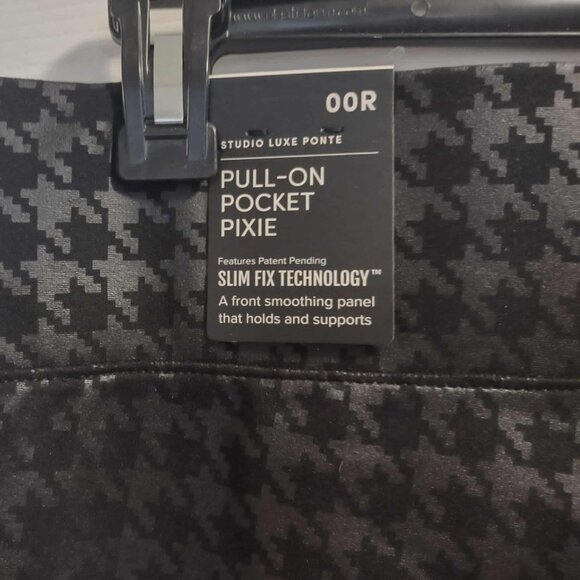 00R
STUDIO LUXE PONTE
PULL-ON
POCKET
PIXIE
Features Patent Pending
SLIM FIX TECHNOLOGY™
A front smoothing panel
that holds and supports